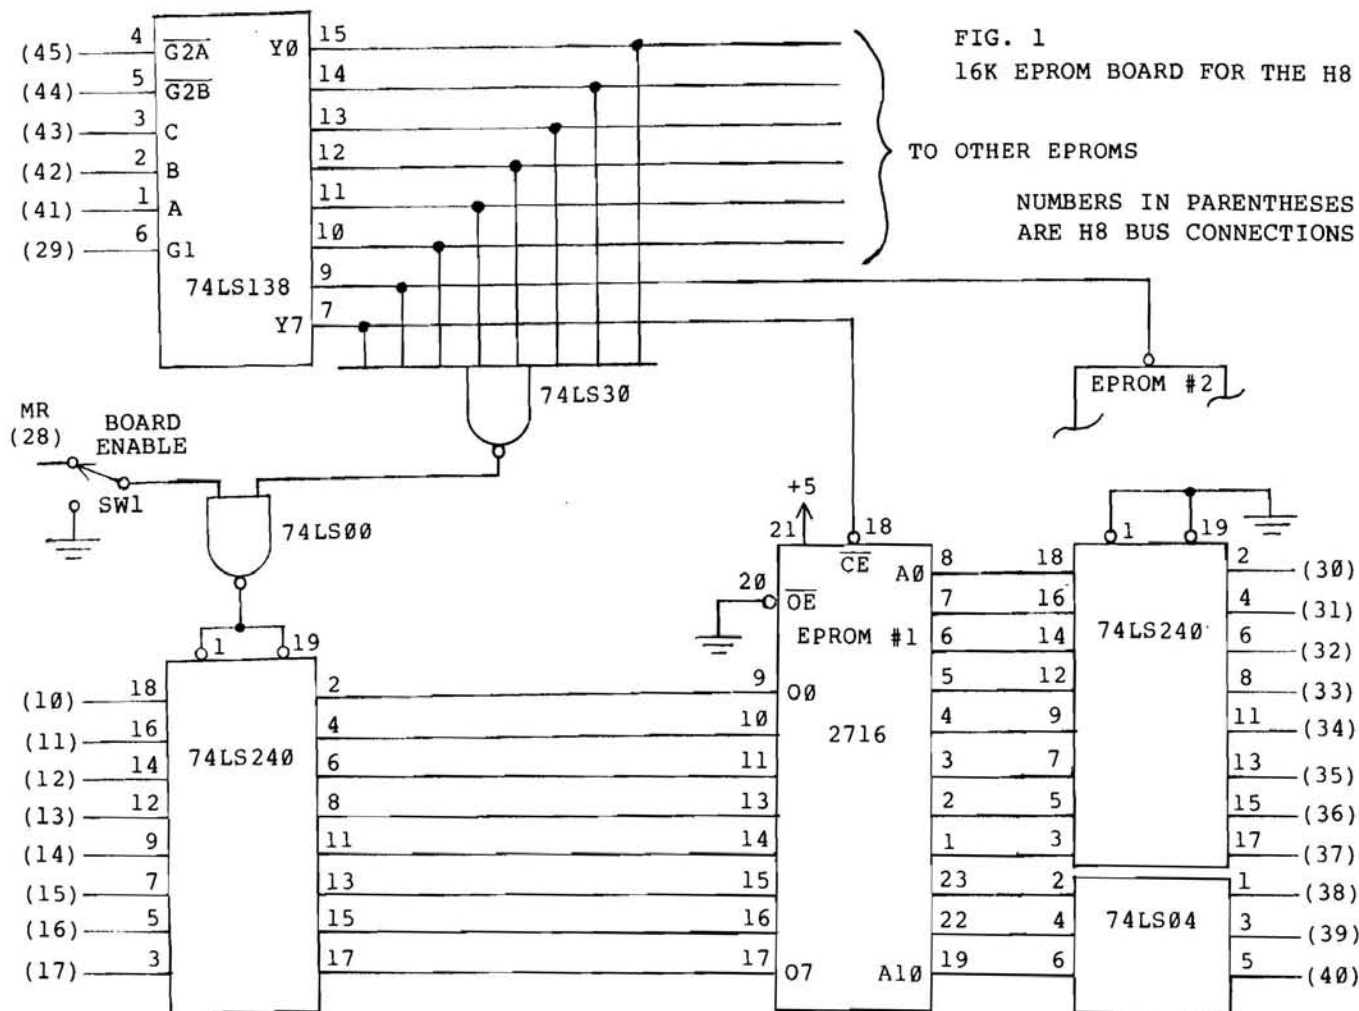 FIG. 1
16K EPROM BOARD FOR THE H8
(45) 4 G2A Y0 15
(44) 5 G2B 14
(43) 3 C 13
(42) 2 B 12
(41) 1 A 11
(29) 6 G1 10
74LS138 9
Y7 7
TO OTHER EPROMS
NUMBERS IN PARENTHESES
ARE H8 BUS CONNECTIONS
74LS30
EPROM #2
MR
(28)
BOARD
ENABLE
SW1
74LS00
+5
21 18
CE
20 OE
EPROM #1
2716
1 19
74LS240
(10) 18 2 9 O0
(11) 16 4 10
(12) 14 6 11
(13) 12 8 13
(14) 9 11 14
(15) 7 13 15
(16) 5 15 16
(17) 3 17 17 O7
1 19
74LS240
A0 8 18 2 (30)
7 16 4 (31)
6 14 6 (32)
5 12 8 (33)
4 9 11 (34)
3 7 13 (35)
2 5 15 (36)
1 3 17 (37)
23 2 1 (38)
74LS04
22 4 3 (39)
A10 19 6 5 (40)